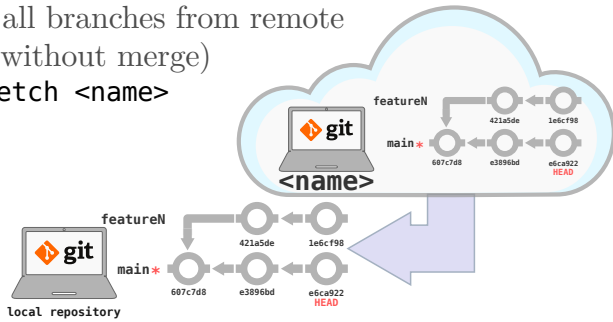 all branches from remote
without merge)
etch <name>
featureN
421a5de 1e6cf98
git
main*
607c7d8 e3896bd e6ca922
HEAD
<name>
featureN
421a5de 1e6cf98
git
main*
607c7d8 e3896bd e6ca922
HEAD
local repository